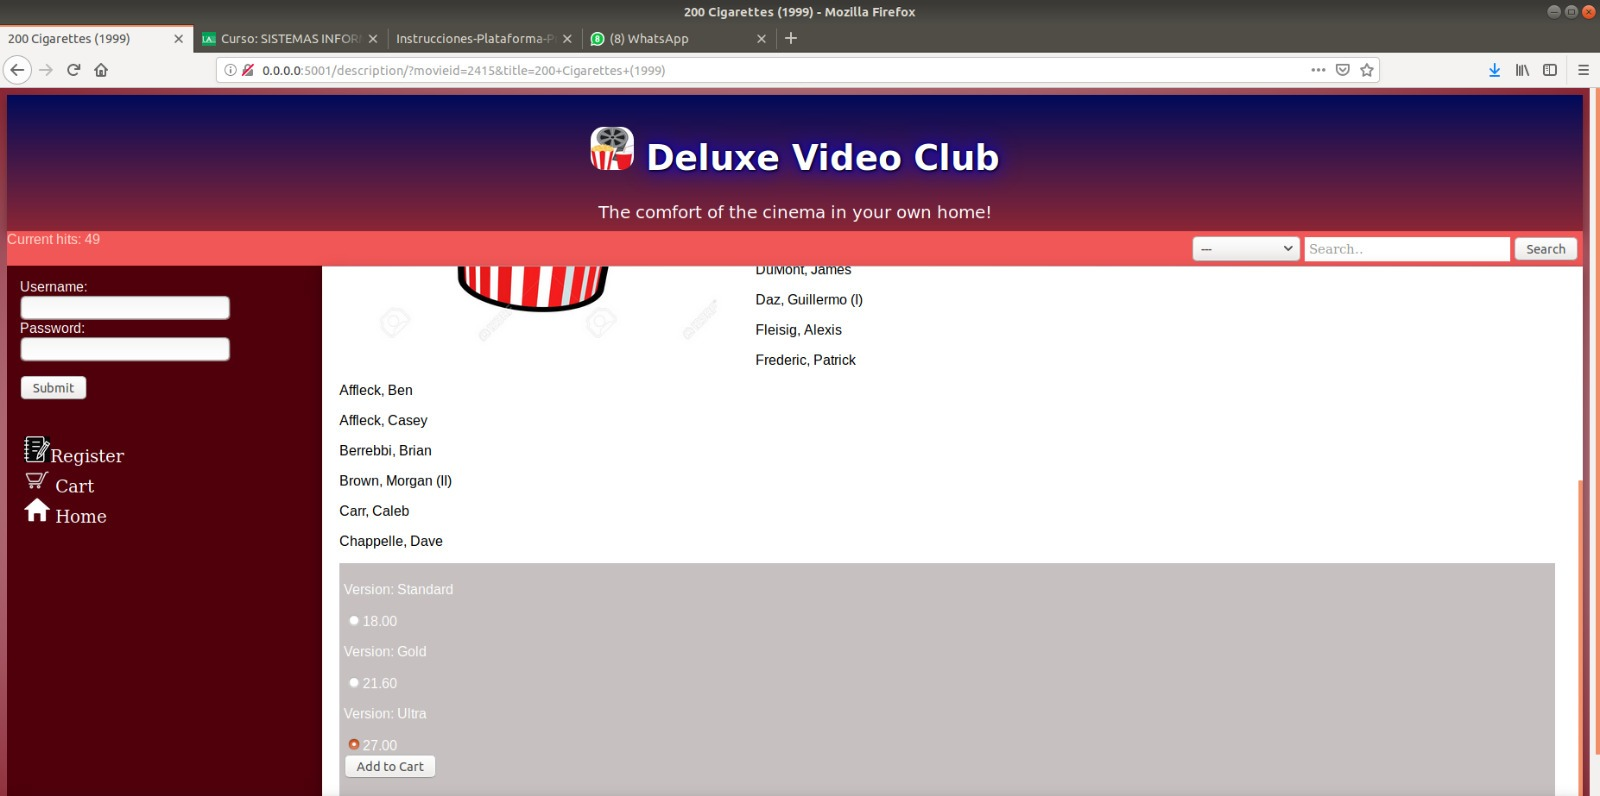 200 Cigarettes (1999) - Mozilla Firefox
200 Cigarettes (1999)
Curso: SISTEMAS INFOR
Instrucciones-Plataforma-P
(8) WhatsApp
0.0.0.0:5001/description/?movieid=2415&title=200+Cigarettes+(1999)
Deluxe Video Club
The comfort of the cinema in your own home!
Current hits: 49
---
Search..
Search
Username:
Password:
Submit
Register
Cart
Home
DuMont, James
Daz, Guillermo (I)
Fleisig, Alexis
Frederic, Patrick
Affleck, Ben
Affleck, Casey
Berrebbi, Brian
Brown, Morgan (II)
Carr, Caleb
Chappelle, Dave
Version: Standard
18.00
Version: Gold
21.60
Version: Ultra
27.00
Add to Cart